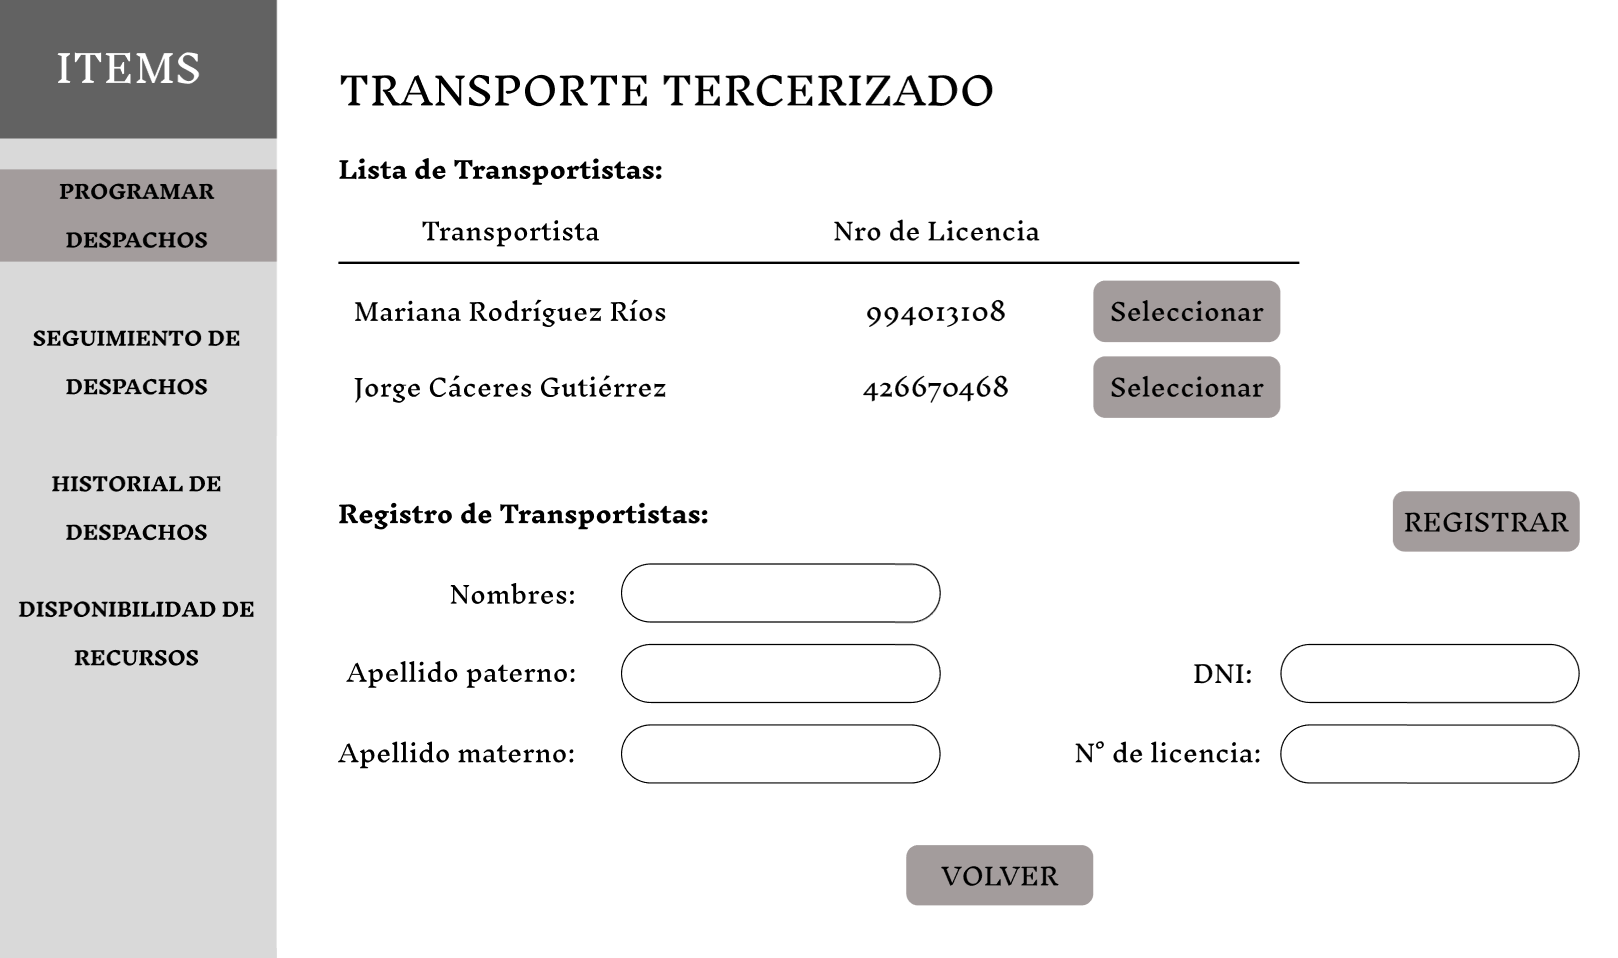 ITEMS
PROGRAMAR
DESPACHOS
SEGUIMIENTO DE
DESPACHOS
HISTORIAL DE
DESPACHOS
DISPONIBILIDAD DE
RECURSOS
TRANSPORTE TERCERIZADO
Lista de Transportistas:
Transportista Nro de Licencia
Mariana Rodríguez Ríos 994013108 Seleccionar
Jorge Cáceres Gutiérrez 426670468 Seleccionar
Registro de Transportistas: REGISTRAR
Nombres:
Apellido paterno: DNI:
Apellido materno: N° de licencia:
VOLVER